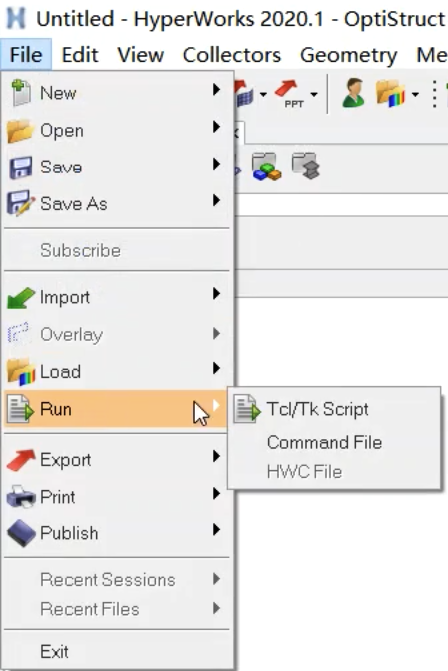 Untitled - HyperWorks 2020.1 - OptiStruct
File Edit View Collectors Geometry Me
New
PPT
Open
Save
Save As
Subscribe
Import
Overlay
Load
Run
Tcl/Tk Script
Command File
HWC File
Export
Print
Publish
Recent Sessions
Recent Files
Exit